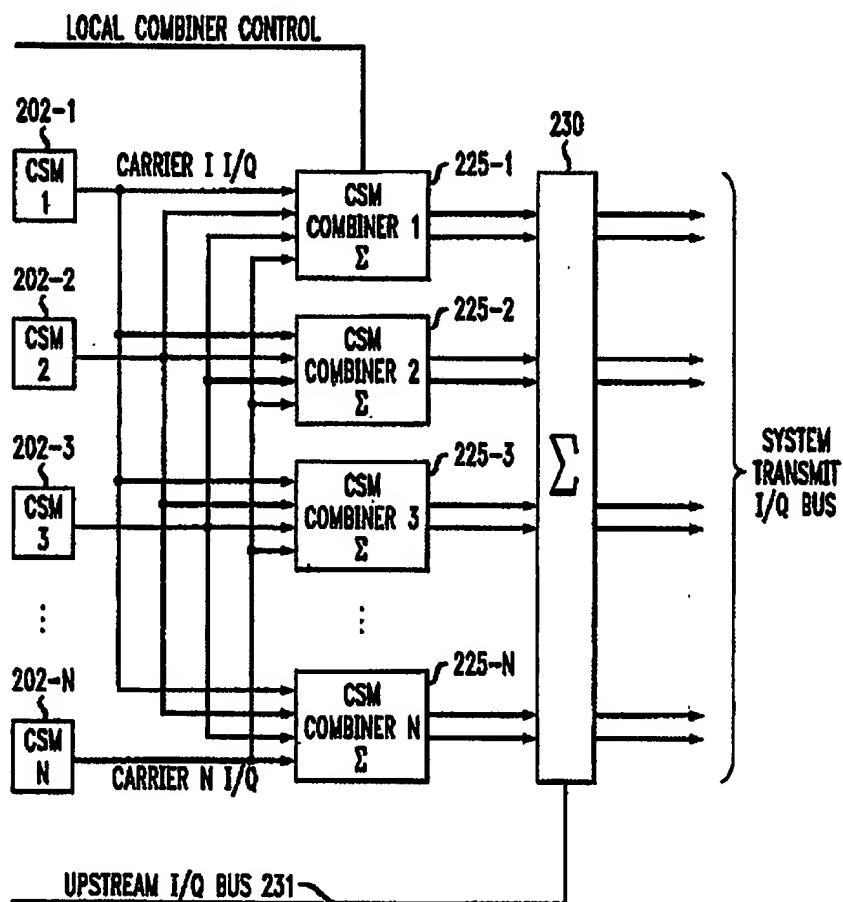 LOCAL COMBINER CONTROL
202-1
CSM
1
CARRIER I I/Q
225-1
CSM
COMBINER 1
Σ
230
202-2
CSM
2
225-2
CSM
COMBINER 2
Σ
202-3
CSM
3
225-3
CSM
COMBINER 3
Σ
Σ
SYSTEM
TRANSMIT
I/Q BUS
202-N
CSM
N
CARRIER N I/Q
225-N
CSM
COMBINER N
Σ
UPSTREAM I/Q BUS 231